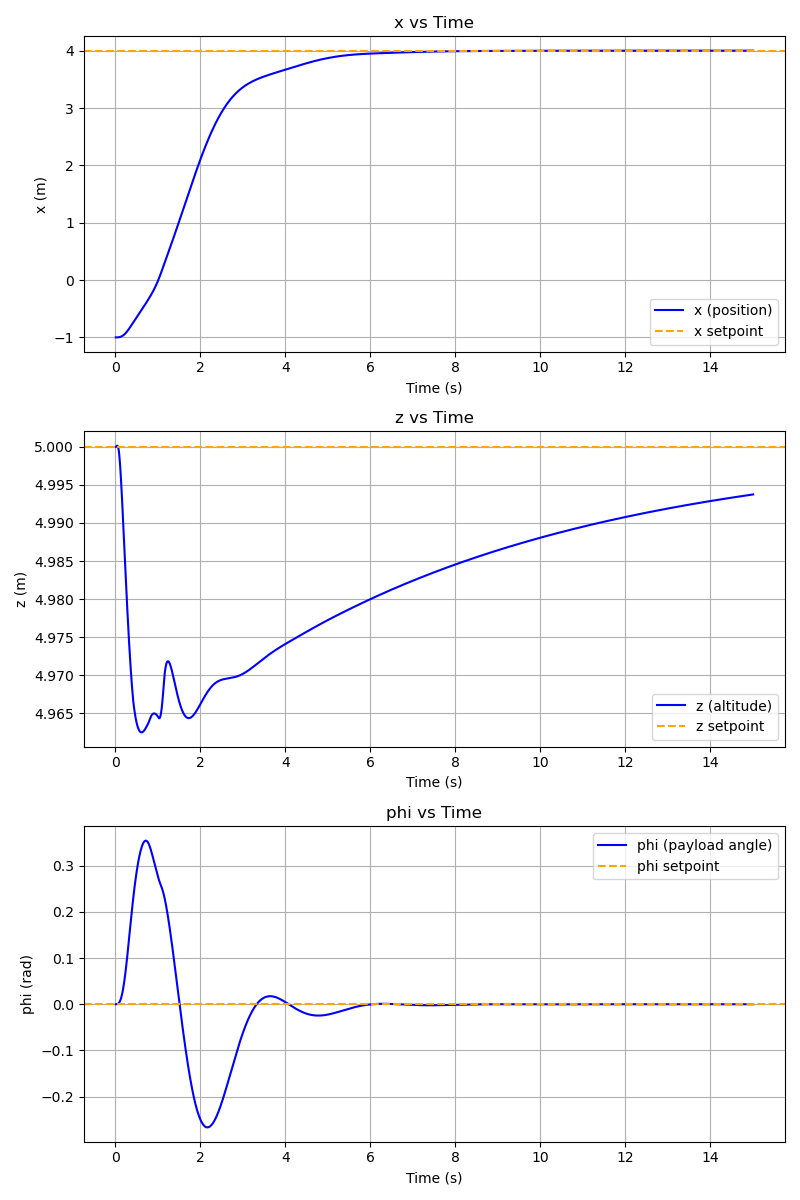 x vs Time
4
3
2
1
0
−1
x (m)
x (position)
x setpoint
0 2 4 6 8 10 12 14
Time (s)
z vs Time
5.000
4.995
4.990
4.985
4.980
4.975
4.970
4.965
z (m)
z (altitude)
z setpoint
0 2 4 6 8 10 12 14
Time (s)
phi vs Time
0.3
0.2
0.1
0.0
−0.1
−0.2
phi (rad)
phi (payload angle)
phi setpoint
0 2 4 6 8 10 12 14
Time (s)